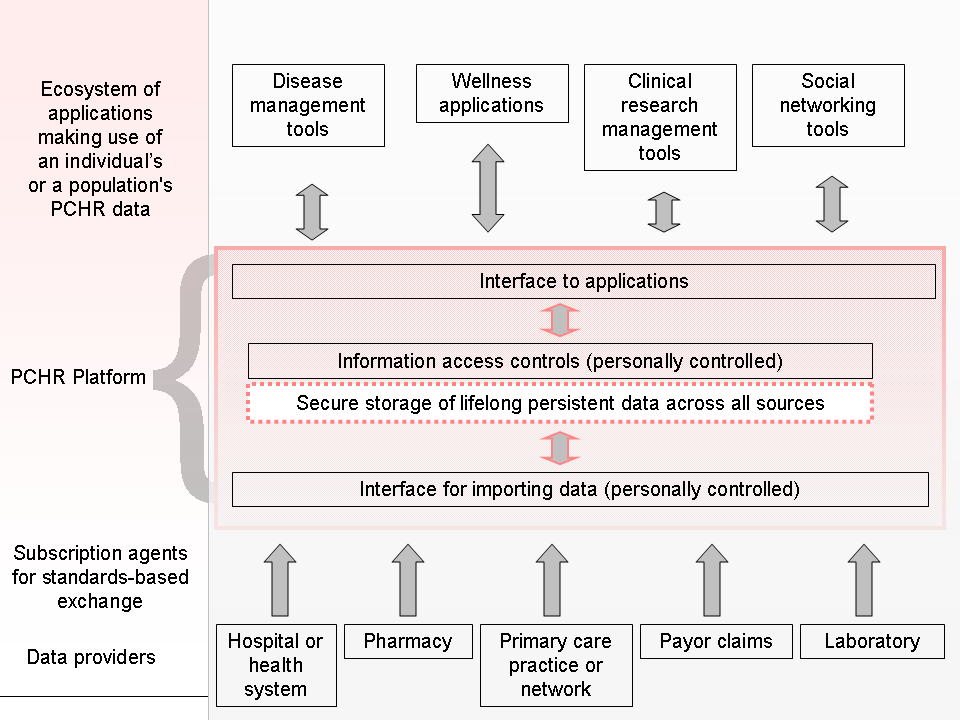 Ecosystem of
applications
making use of
an individual’s
or a population's
PCHR data
Disease
management
tools
Wellness
applications
Clinical
research
management
tools
Social
networking
tools
Interface to applications
Information access controls (personally controlled)
PCHR Platform
Secure storage of lifelong persistent data across all sources
Interface for importing data (personally controlled)
Subscription agents
for standards-based
exchange
Data providers
Hospital or
health
system
Pharmacy
Primary care
practice or
network
Payor claims
Laboratory